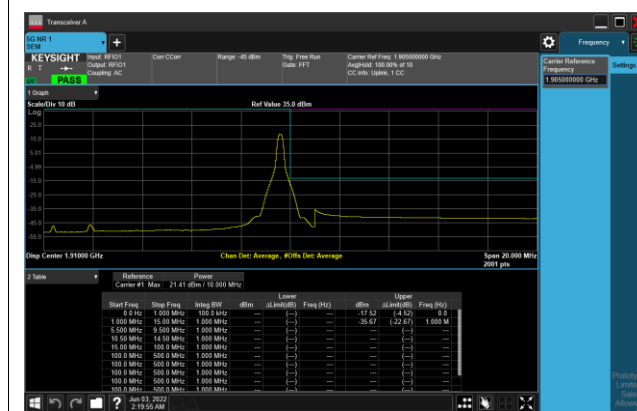 Transceiver A
5G NR 1
SEM
+
Frequency
KEYSIGHT
R T
PASS
Input: RFIO1
Output: RFIO1
Coupling: AC
Corr CCorr
Range: -45 dBm
Trig: Free Run
Gate: FFT
Carrier Ref Freq: 1.905000000 GHz
Avg|Hold: 100.00% of 10
CC Info: Uplink, 1 CC
Carrier Reference
Frequency
1.905000000 GHz
Settings
1 Graph
Scale/Div 10 dB
Ref Value 35.0 dBm
Log
25.0
15.0
5.01
-4.99
-15.0
-25.0
-35.0
-45.0
-55.0
Disp Center 1.91000 GHz
Chan Det: Average , #Offs Det: Average
Span 20.000 MHz
2001 pts
2 Table
Reference Power
Carrier #1: Max 21.41 dBm / 10.000 MHz
Lower Upper
Start Freq Stop Freq Integ BW dBm ΔLimit(dB) Freq (Hz) dBm ΔLimit(dB) Freq (Hz)
0.0 Hz 1.000 MHz 100.0 kHz --- (---) --- -17.52 (-4.52) 0.0
1.000 MHz 15.00 MHz 1.000 MHz --- (---) --- -35.67 (-22.67) 1.000 M
5.500 MHz 9.500 MHz 1.000 MHz --- (---) --- --- (---) ---
10.50 MHz 14.50 MHz 1.000 MHz --- (---) --- --- (---) ---
15.00 MHz 100.0 MHz 1.000 MHz --- (---) --- --- (---) ---
100.0 MHz 500.0 MHz 1.000 MHz --- (---) --- --- (---) ---
100.0 MHz 500.0 MHz 1.000 MHz --- (---) --- --- (---) ---
100.0 MHz 500.0 MHz 1.000 MHz --- (---) --- --- (---) ---
100.0 MHz 500.0 MHz 1.000 MHz --- (---) --- --- (---) ---
100.0 MHz 500.0 MHz 1.000 MHz --- (---) --- --- (---) ---
?
Jun 03, 2022
2:19:55 AM